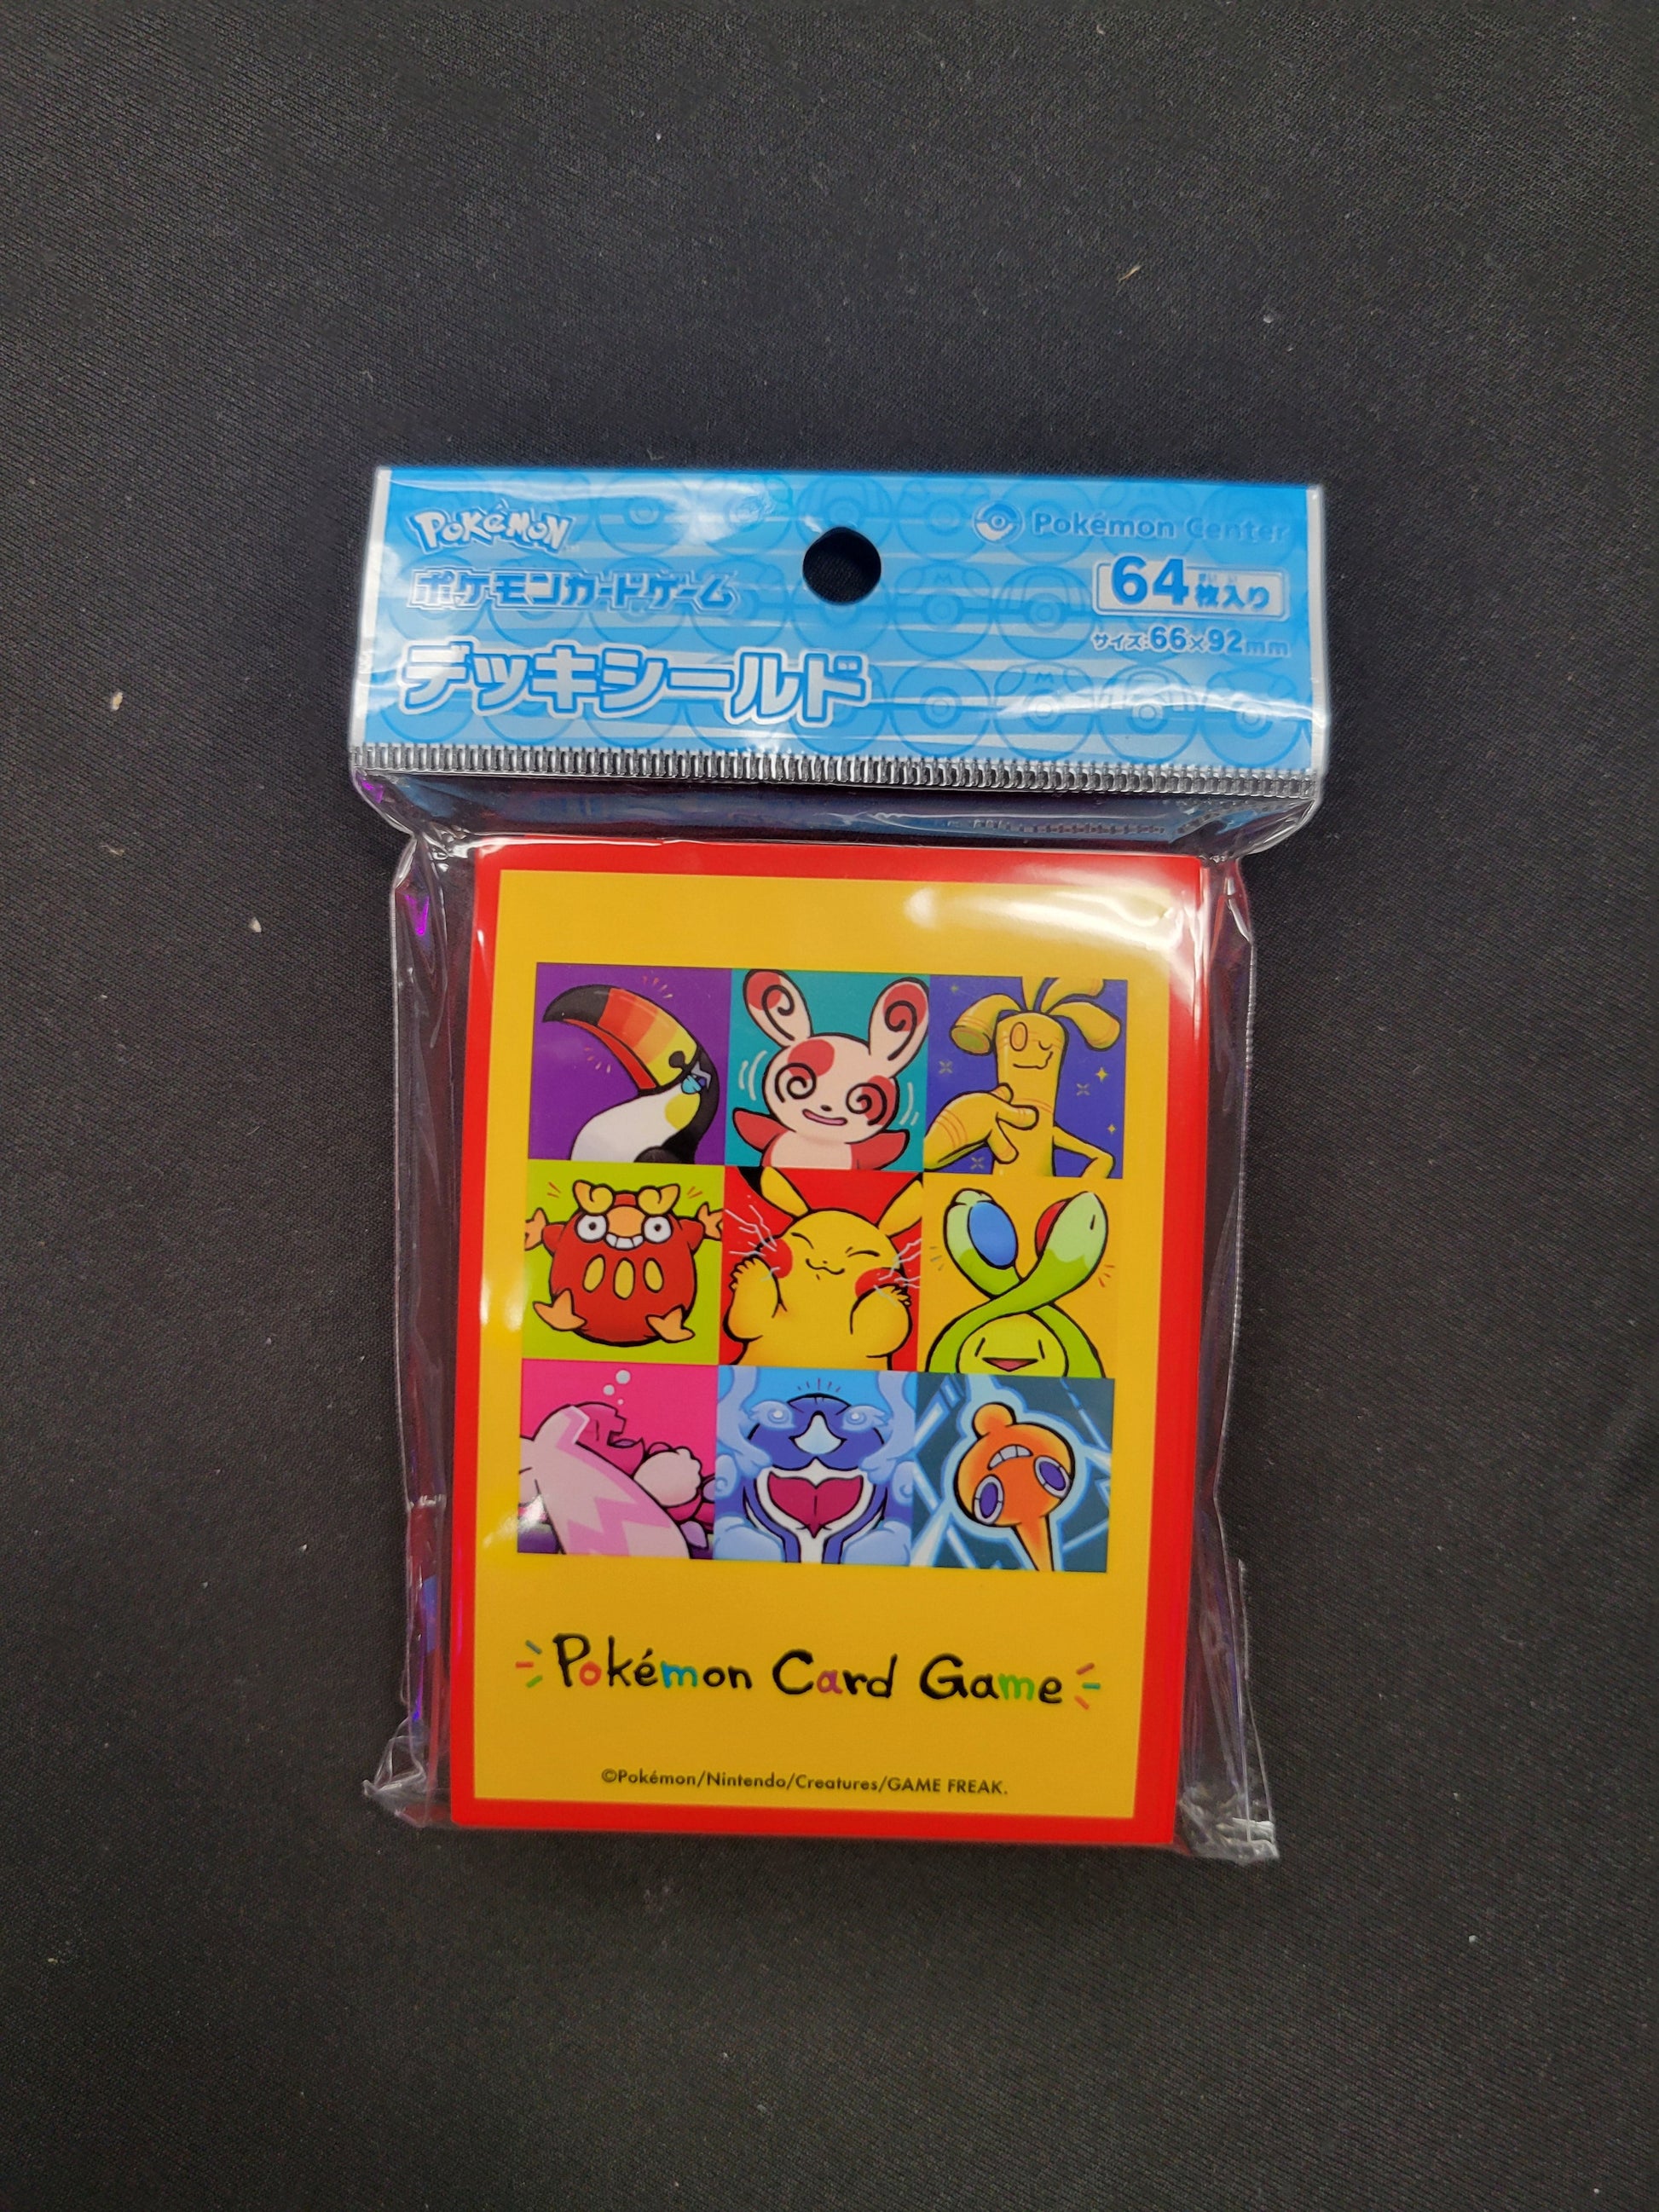 POKéMON
Pokémon Center
ポケモンカードゲーム
64枚入り
サイズ:66×92mm
デッキシールド
Pokémon Card Game
©Pokémon/Nintendo/Creatures/GAME FREAK.